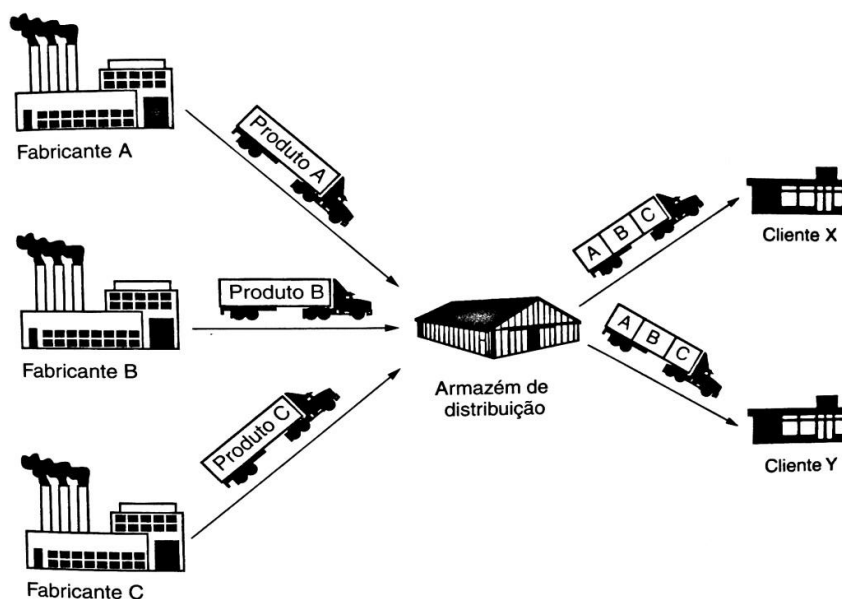 Fabricante A
Produto A
Fabricante B
Produto B
Fabricante C
Produto C
Armazém de
distribuição
A B C
Cliente X
A B C
Cliente Y